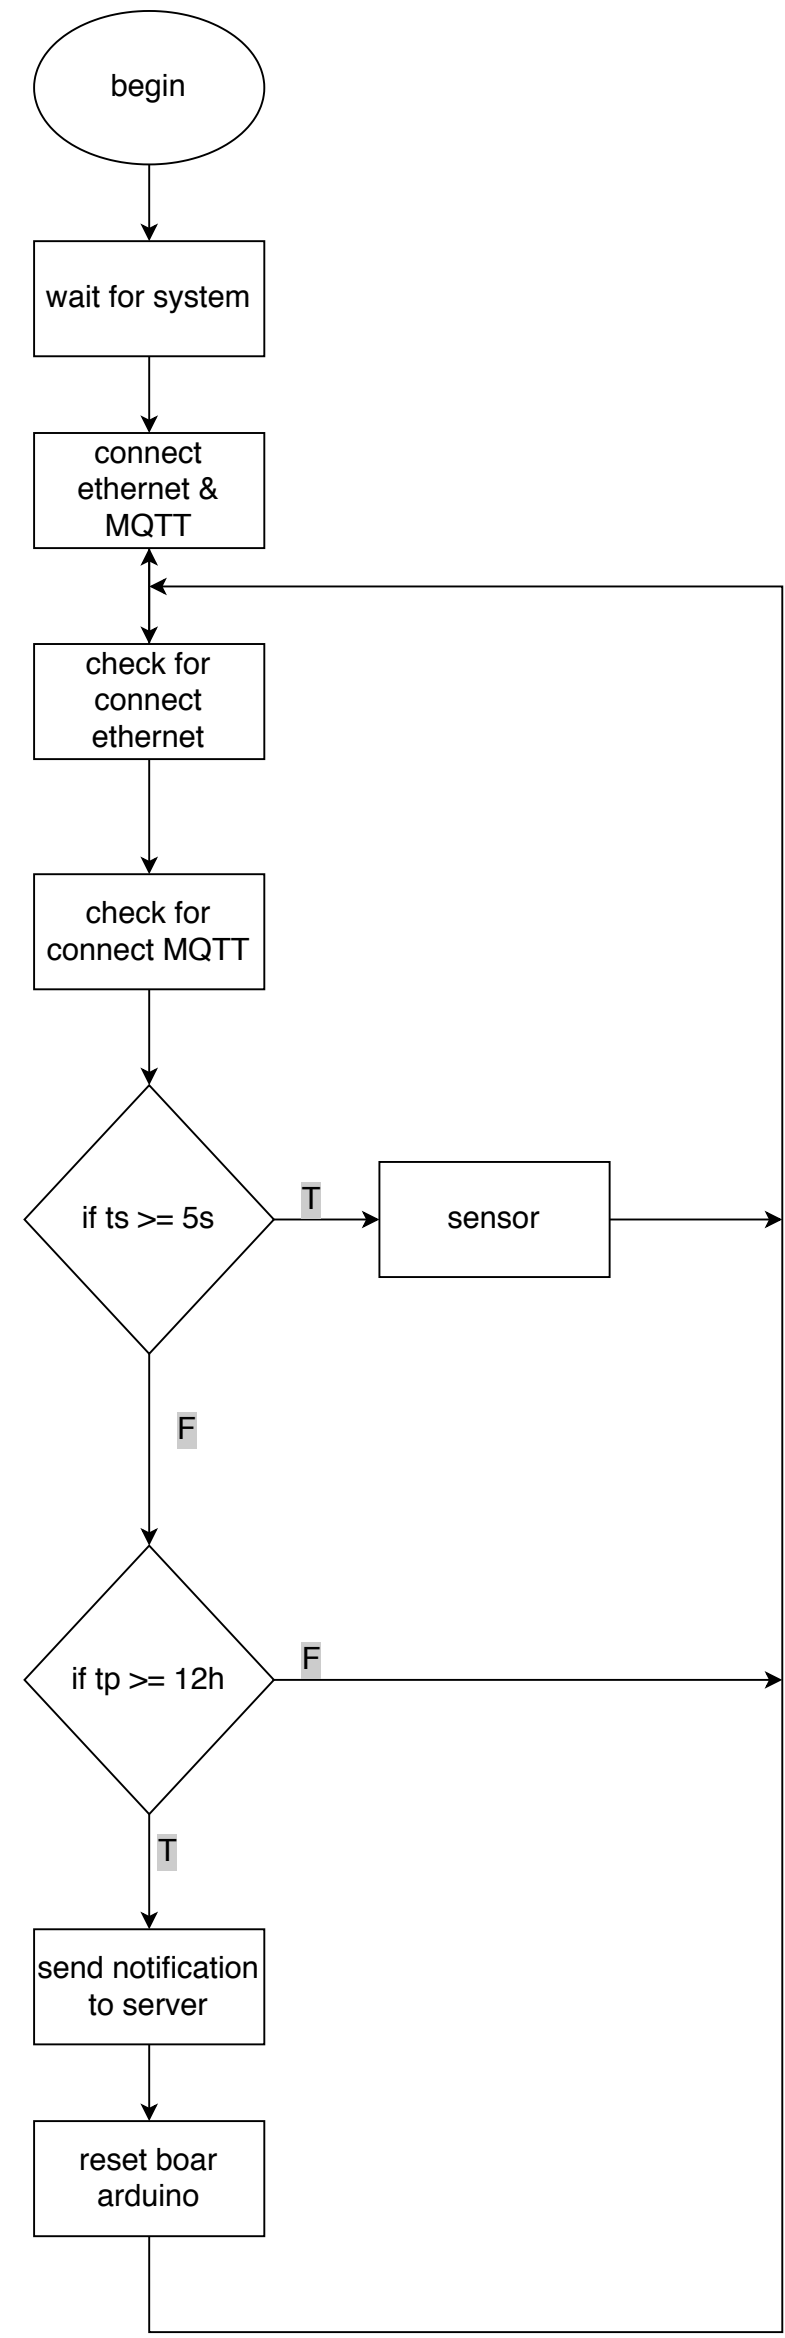 begin
wait for system
connect
ethernet &
MQTT
check for
connect
ethernet
check for
connect MQTT
if ts >= 5s
T
sensor
F
if tp >= 12h
F
T
send notification
to server
reset boar
arduino